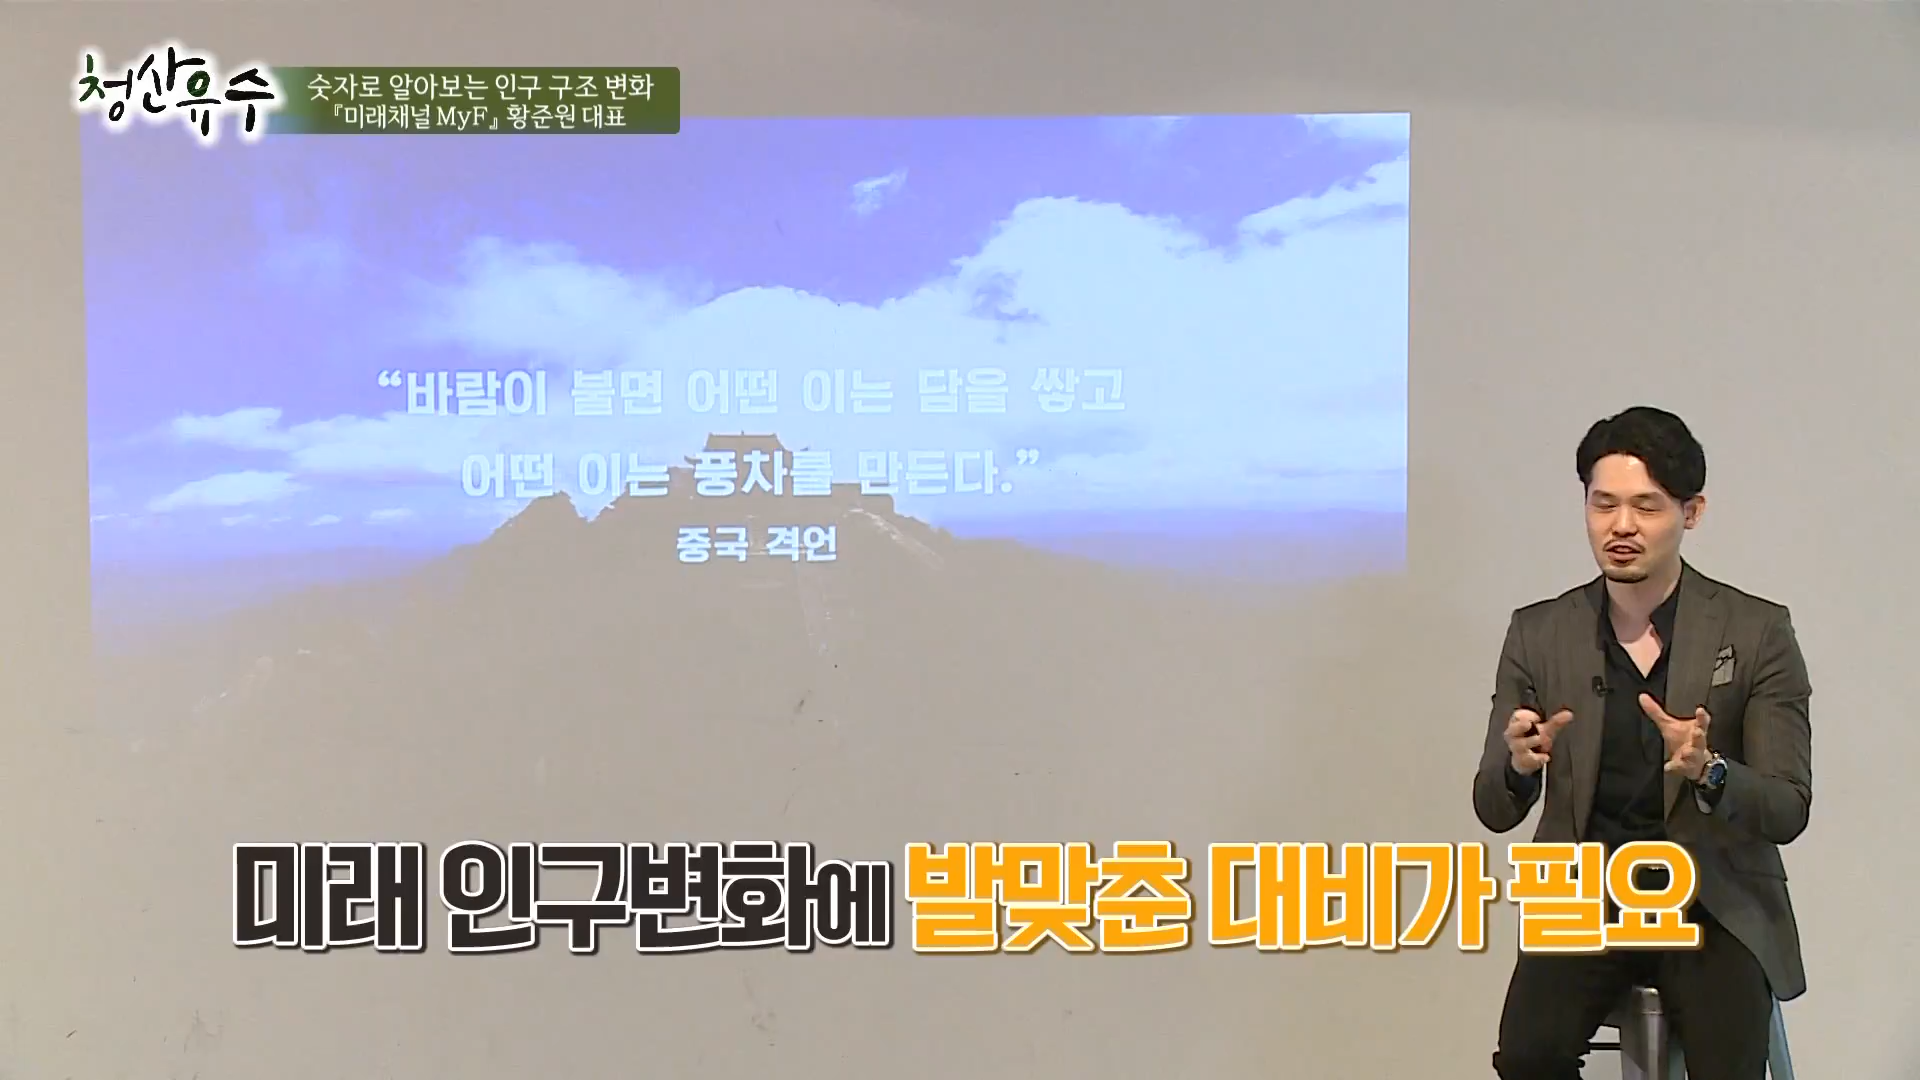 청산유수
숫자로 알아보는 인구 구조 변화
『미래채널 MyF』 황준원 대표
“바람이 불면 어떤 이는 담을 쌓고
어떤 이는 풍차를 만든다.”
중국 격언
미래 인구변화에 발맞춘 대비가 필요